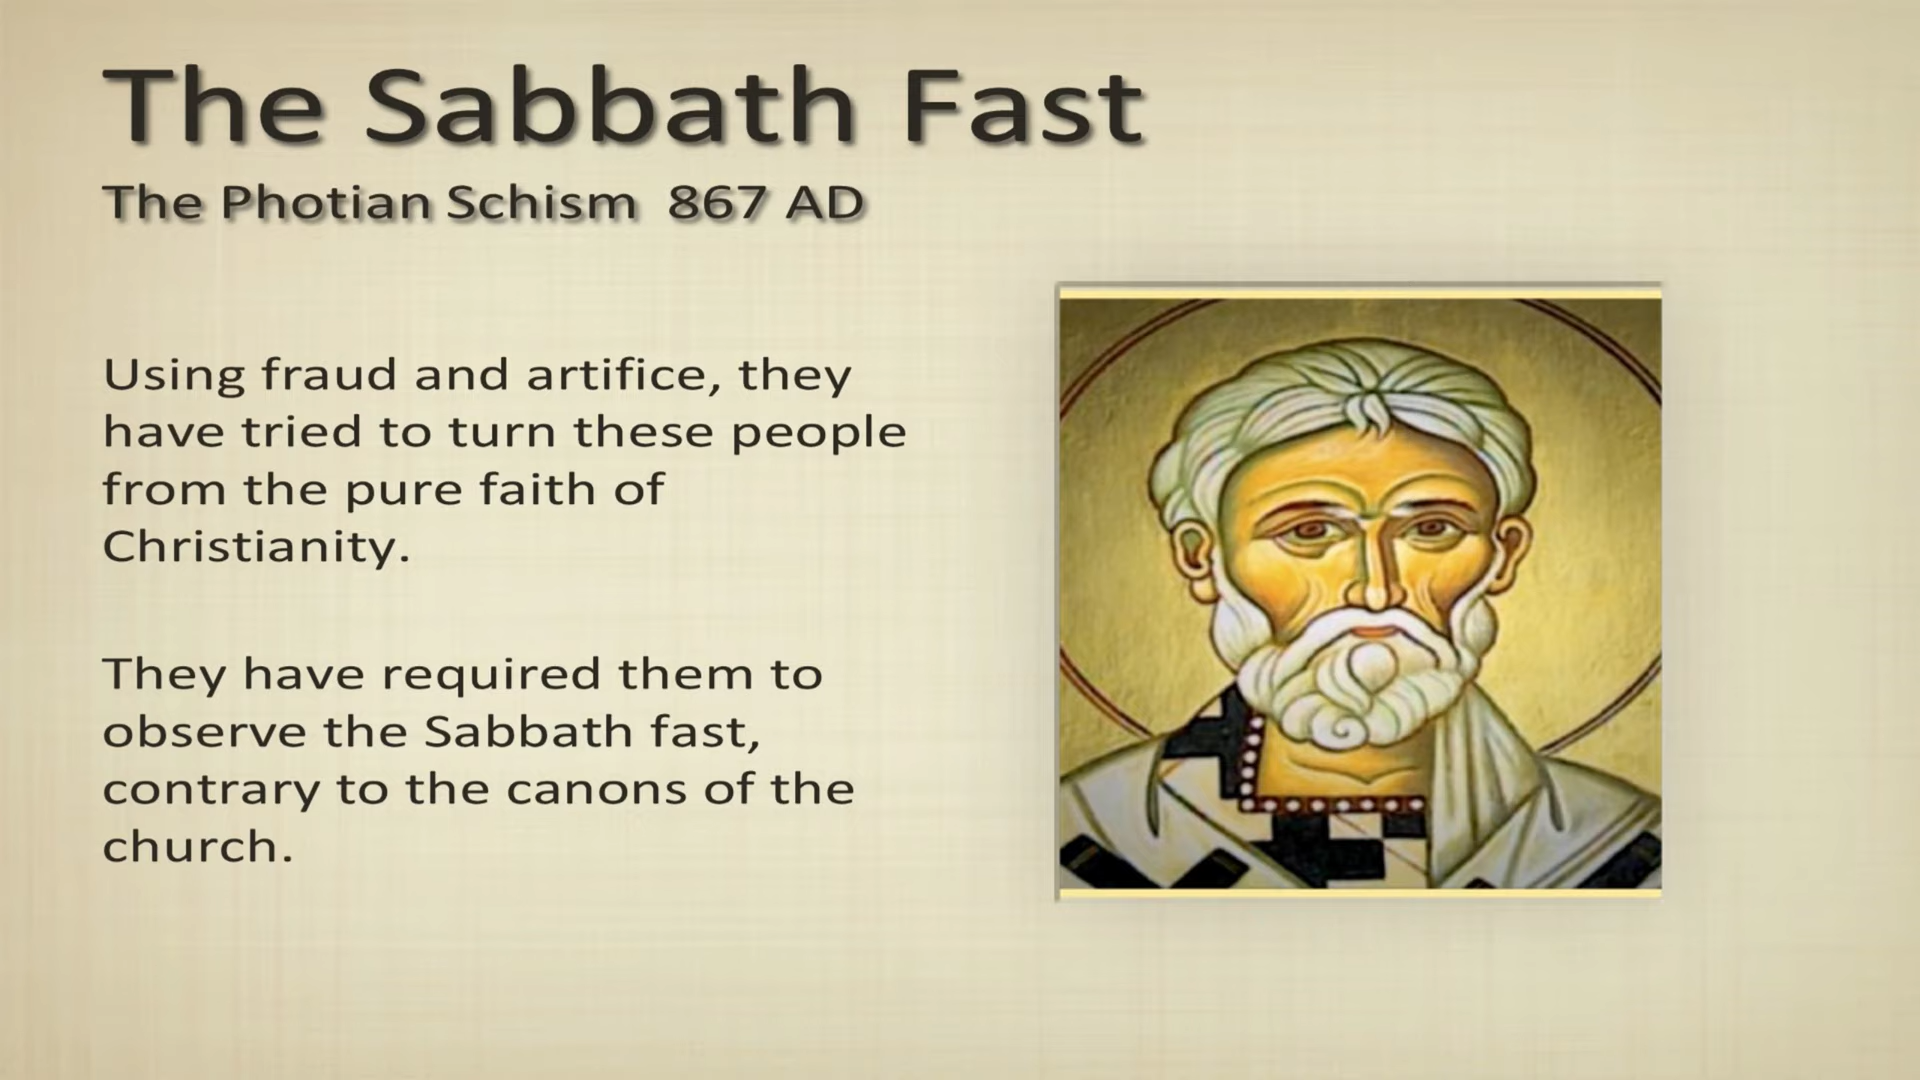 The Sabbath Fast
The Photian Schism 867 AD
Using fraud and artifice, they
have tried to turn these people
from the pure faith of
Christianity.
They have required them to
observe the Sabbath fast,
contrary to the canons of the
church.